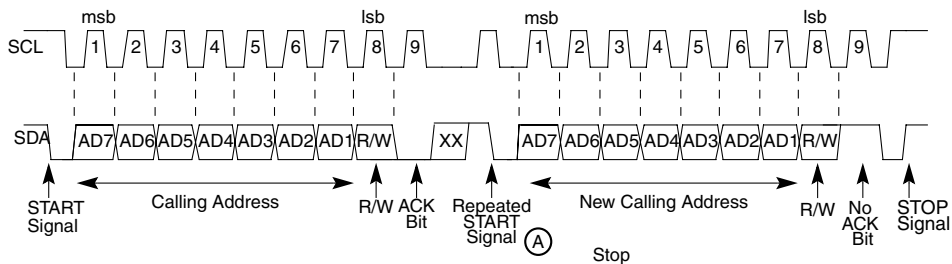 msb lsb msb lsb
SCL 1 2 3 4 5 6 7 8 9 1 2 3 4 5 6 7 8 9
SDA AD7 AD6 AD5 AD4 AD3 AD2 AD1 R/W XX AD7 AD6 AD5 AD4 AD3 AD2 AD1 R/W
START
Signal
Calling Address
R/W
ACK
Bit
Repeated
START
Signal
A
New Calling Address
R/W
No
ACK
Bit
STOP
Signal
Stop